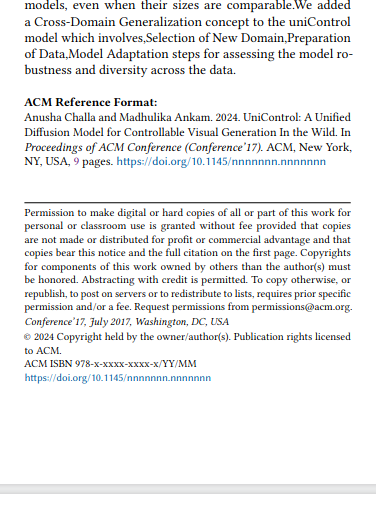 models, even when their sizes are comparable.We added
a Cross-Domain Generalization concept to the uniControl
model which involves,Selection of New Domain,Preparation
of Data,Model Adaptation steps for assessing the model ro-
bustness and diversity across the data.
ACM Reference Format:
Anusha Challa and Madhulika Ankam. 2024. UniControl: A Unified
Diffusion Model for Controllable Visual Generation In the Wild. In
Proceedings of ACM Conference (Conference'17). ACM, New York,
NY, USA, 9 pages. https://doi.org/10.1145/nnnnnnn.nnnnnnn
Permission to make digital or hard copies of all or part of this work for
personal or classroom use is granted without fee provided that copies
are not made or distributed for profit or commercial advantage and that
copies bear this notice and the full citation on the first page. Copyrights
for components of this work owned by others than the author(s) must
be honored. Abstracting with credit is permitted. To copy otherwise, or
republish, to post on servers or to redistribute to lists, requires prior specific
permission and/or a fee. Request permissions from permissions@acm.org.
Conference'17, July 2017, Washington, DC, USA
© 2024 Copyright held by the owner/author(s). Publication rights licensed
to ACM.
ACM ISBN 978-x-xxxx-xxxx-x/YY/MM
https://doi.org/10.1145/nnnnnnn.nnnnnnn